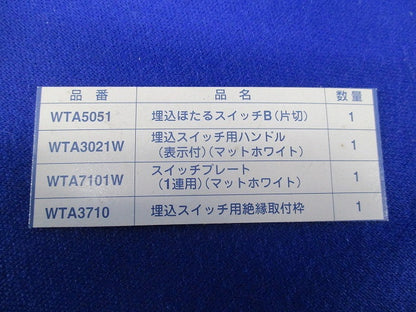 品番 品名 数量
WTA5051 埋込ほたるスイッチB(片切) 1
WTA3021W 埋込スイッチ用ハンドル 1
(表示付)(マットホワイト)
WTA7101W スイッチプレート 1
(1連用)(マットホワイト)
WTA3710 埋込スイッチ用絶縁取付枠 1